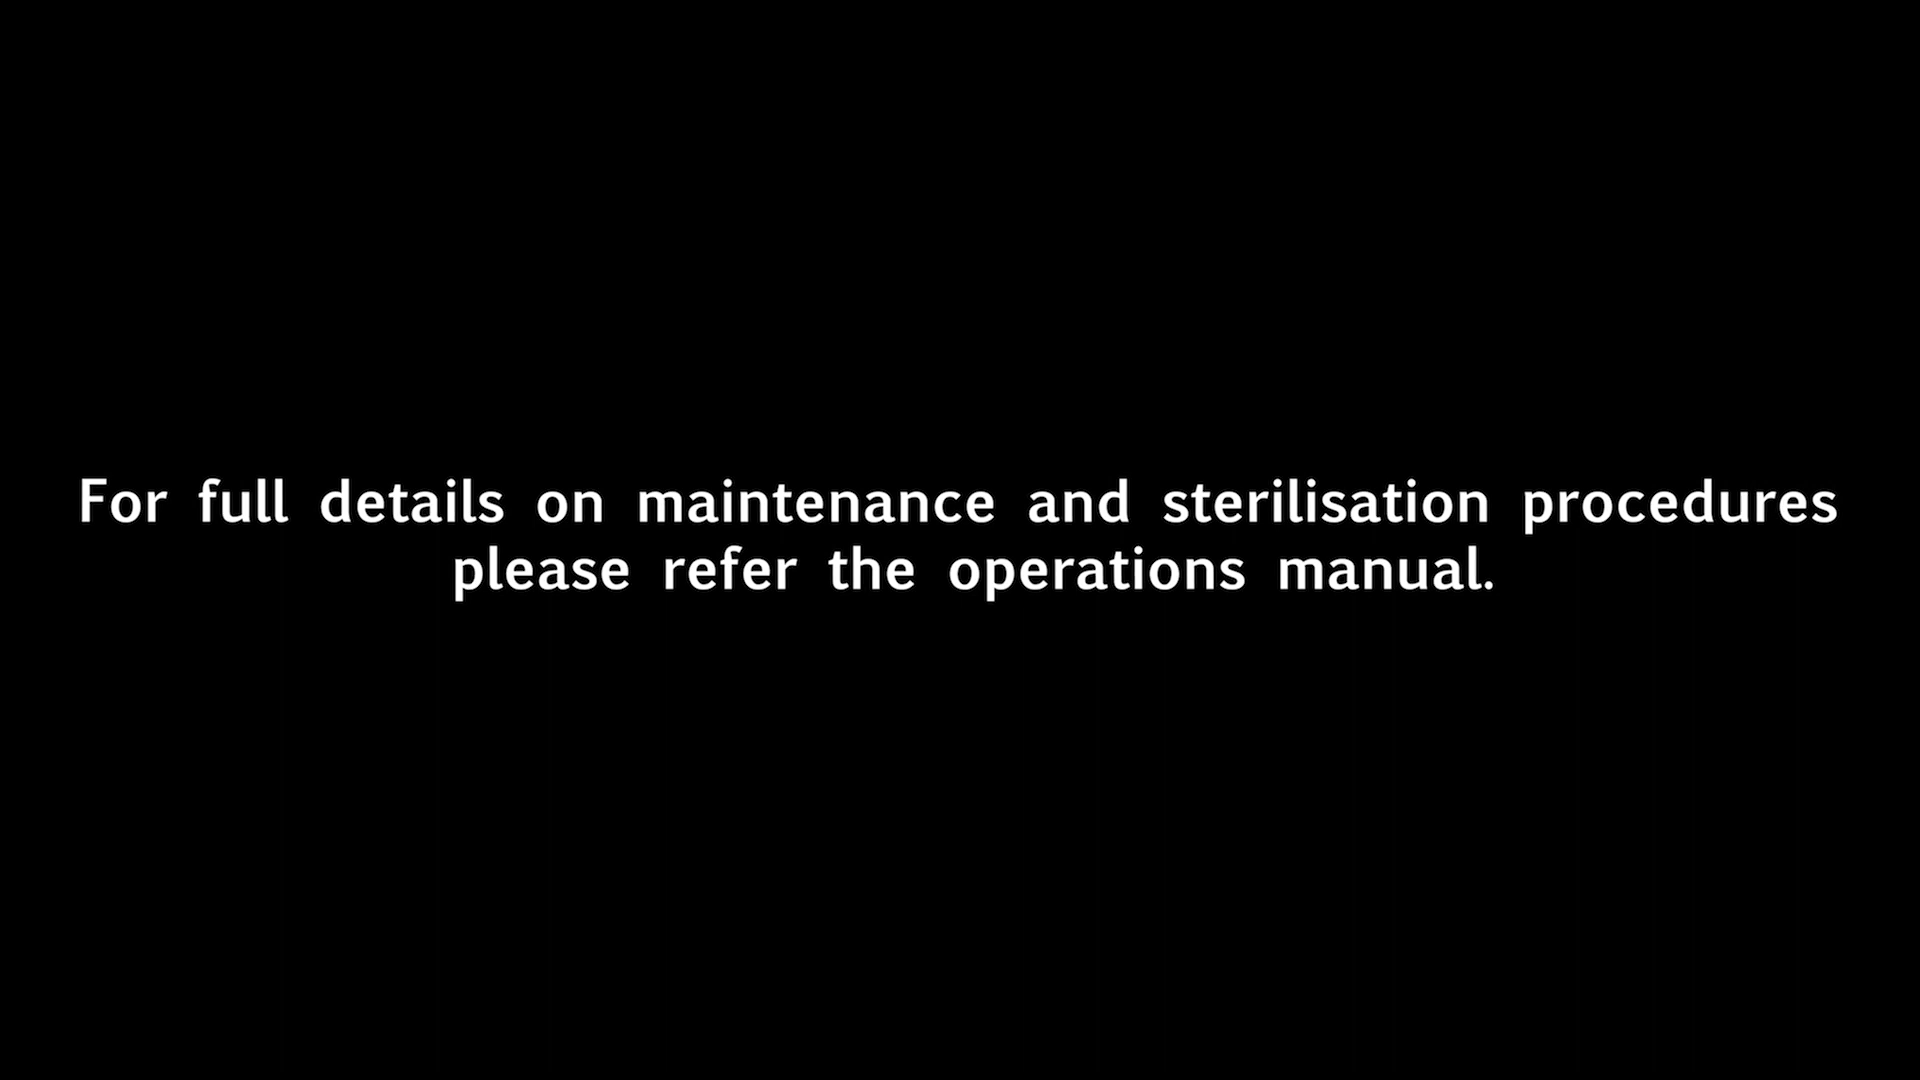 For full details on maintenance and sterilisation procedures
please refer the operations manual.